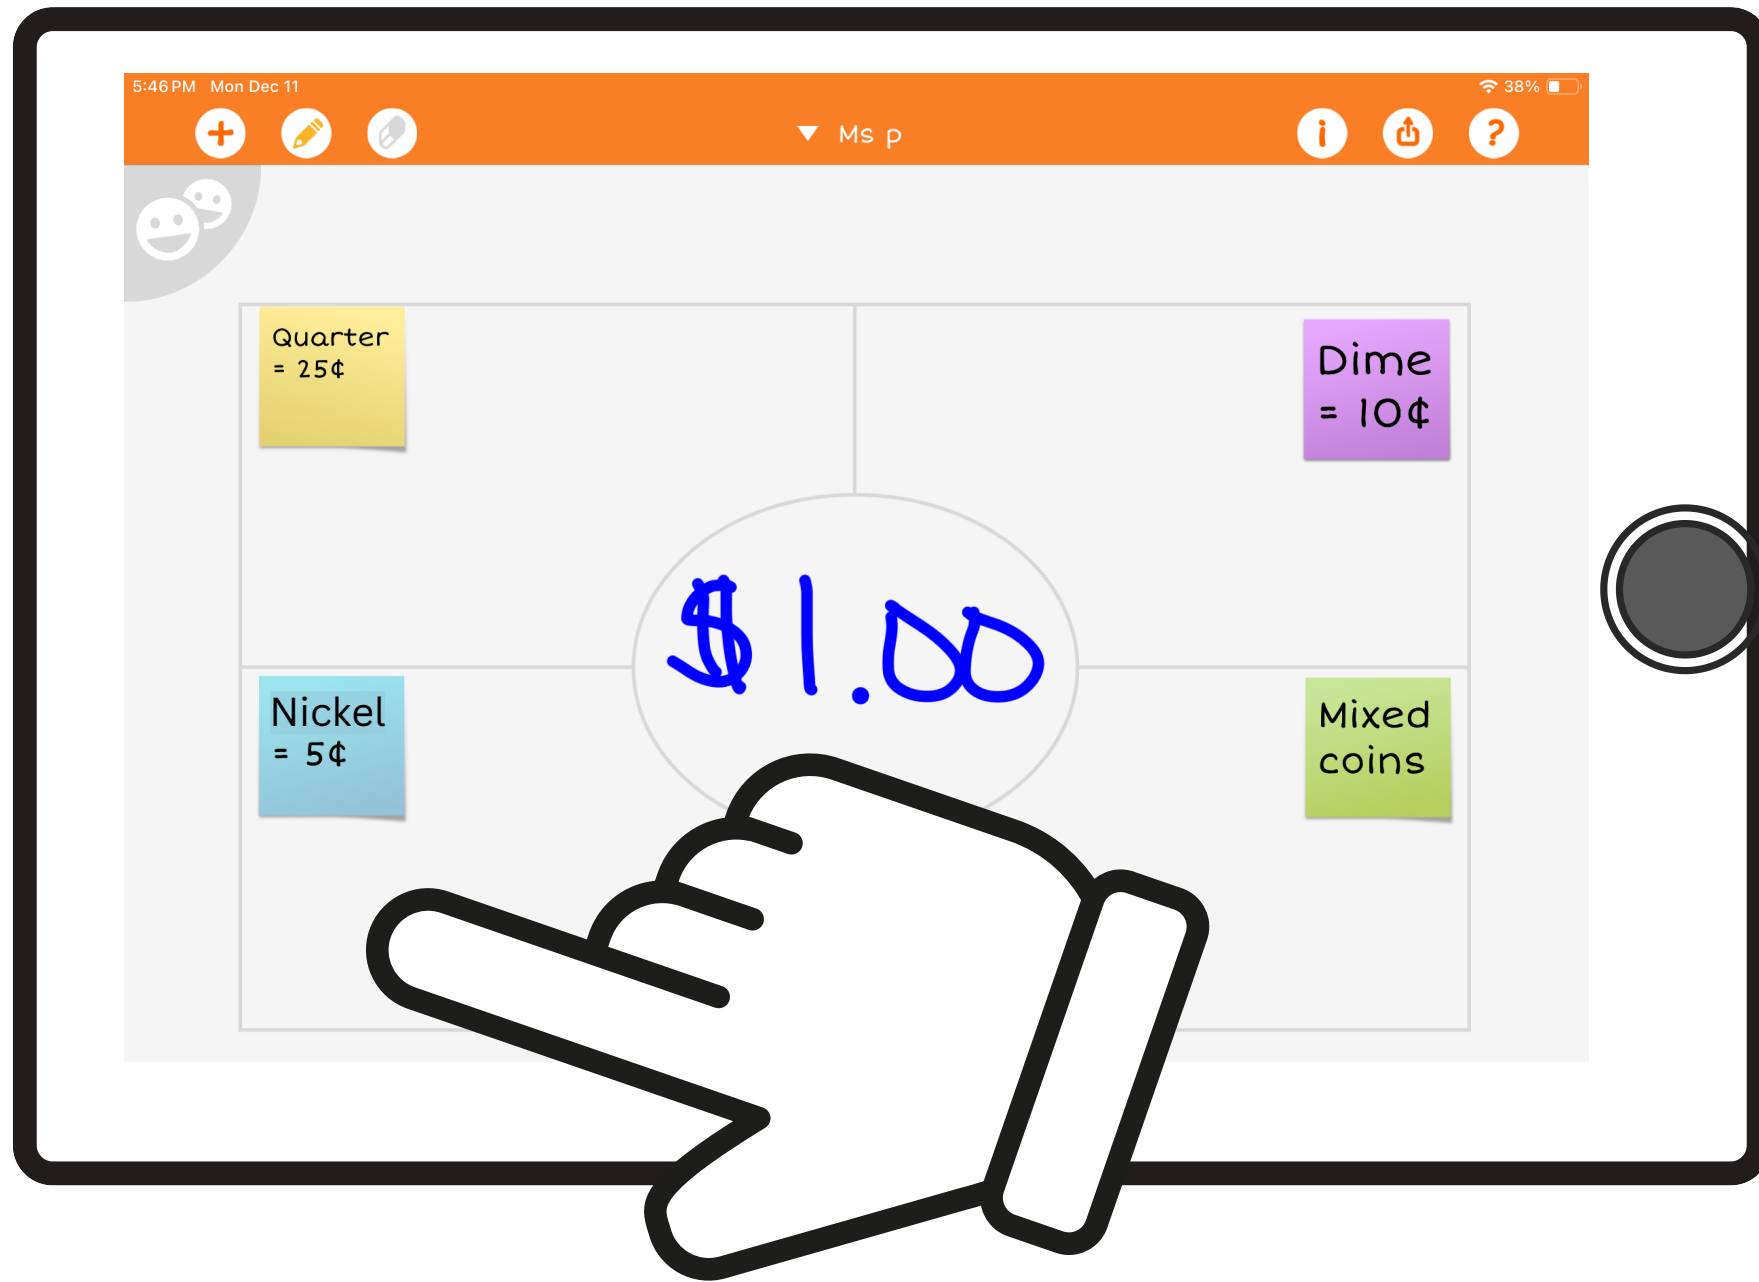 5:46 PM Mon Dec 11
38%
Ms p
i
?
Quarter
= 25¢
Dime
= 10¢
$1.00
Nickel
= 5¢
Mixed
coins